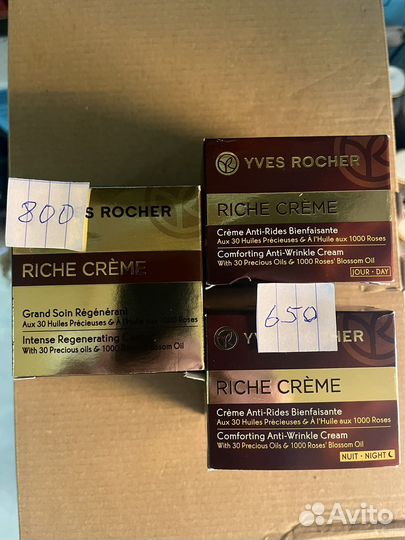 800
YVES ROCHER
RICHE CRÈME
Grand Soin Régénérant
Aux 30 Huiles Précieuses & À l'Huile aux 1000 Roses
Intense Regenerating
With 30 Precious oils & 1000 Roses' Blossom Oil
YVES ROCHER
RICHE CRÈME
Crème Anti-Rides Bienfaisante
Aux 30 Huiles Précieuses & À l'Huile aux 1000 Roses
Comforting Anti-Wrinkle Cream
With 30 Precious Oils & 1000 Roses' Blossom Oil
JOUR • DAY
650
YVES ROCHER
RICHE CRÈME
Crème Anti-Rides Bienfaisante
Aux 30 Huiles Précieuses & À l'Huile aux 1000 Roses
Comforting Anti-Wrinkle Cream
With 30 Precious Oils & 1000 Roses' Blossom Oil
NUIT • NIGHT
Avito